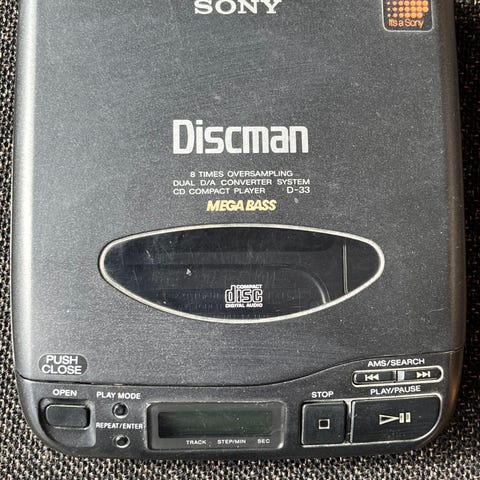 SONY
It's a Sony
Discman
8 TIMES OVERSAMPLING
DUAL D/A CONVERTER SYSTEM
CD COMPACT PLAYER D-33
MEGA BASS
COMPACT
disc
DIGITAL AUDIO
PUSH
CLOSE
AMS/SEARCH
OPEN
PLAY MODE
STOP
PLAY/PAUSE
REPEAT/ENTER
TRACK STEP/MIN SEC